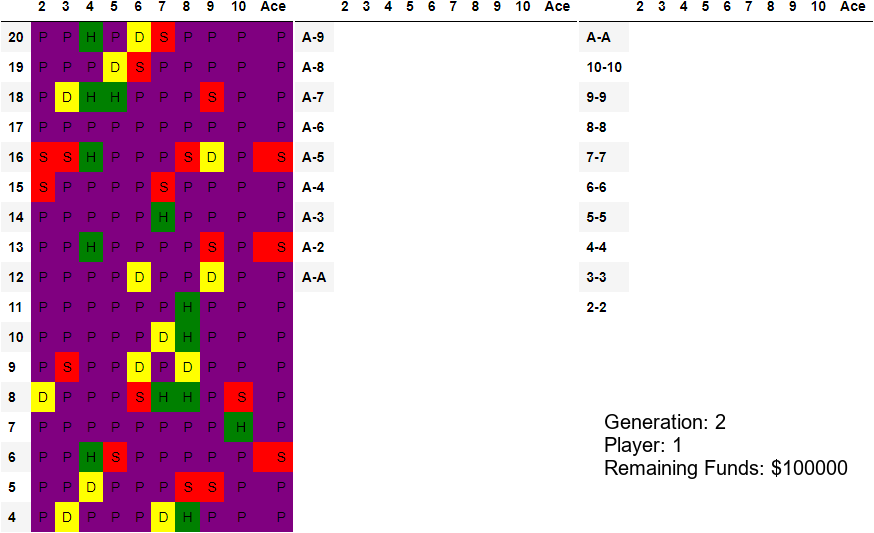 2 3 4 5 6 7 8 9 10 Ace 2 3 4 5 6 7 8 9 10 Ace 2 3 4 5 6 7 8 9 10 Ace
20 P P H P D S P P P P A-9 A-A
19 P P P D S P P P P P A-8 10-10
18 P D H H P P P S P P A-7 9-9
17 P P P P P P P P P P A-6 8-8
16 S S H P P P S D P S A-5 7-7
15 S P P P P S P P P P A-4 6-6
14 P P P P P H P P P P A-3 5-5
13 P P H P P P P S P S A-2 4-4
12 P P P P D P P D P P A-A 3-3
11 P P P P P P H P P P 2-2
10 P P P P P D H P P P
9 P S P P D P D P P P
8 D P P P S H H P S P
7 P P P P P P P P H P
6 P P H S P P P P P S
5 P P D P P P S S P P
4 P D P P P D H P P P
Generation: 2
Player: 1
Remaining Funds: $100000